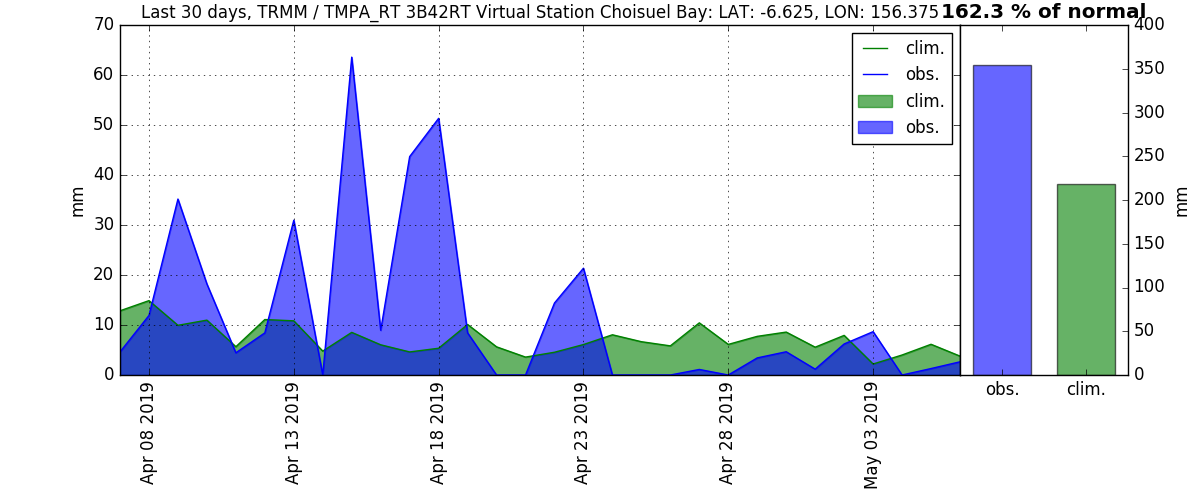 Last 30 days, TRMM / TMPA_RT 3B42RT Virtual Station Choisuel Bay: LAT: -6.625, LON: 156.375
162.3 % of normal
70
60
50
40
30
20
10
0
mm
clim.
obs.
clim.
obs.
Apr 08 2019
Apr 13 2019
Apr 18 2019
Apr 23 2019
Apr 28 2019
May 03 2019
400
350
300
250
200
150
100
50
0
mm
obs.
clim.